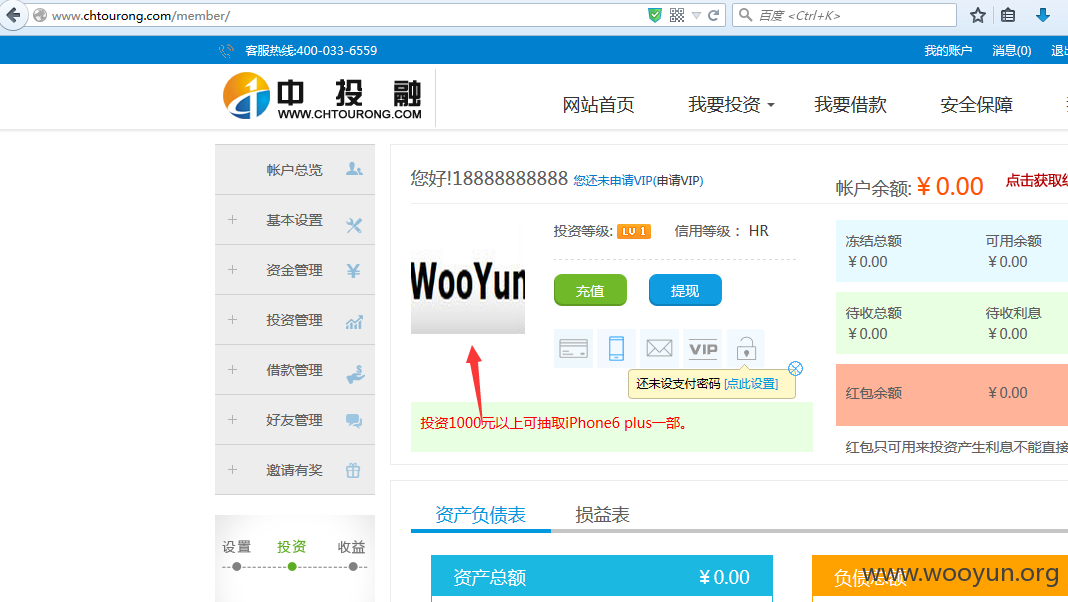 www.chtourong.com/member/
百度 <Ctrl+K>
客服热线:400-033-6559
我的账户 消息(0)
中投融
WWW.CHTOURONG.COM
网站首页 我要投资 我要借款 安全保障
帐户总览
基本设置
资金管理
投资管理
借款管理
好友管理
邀请有奖
设置 投资 收益
您好!18888888888 您还未申请VIP(申请VIP)
投资等级: LV 1 信用等级： HR
WooYun
充值 提现
VIP
还未设支付密码 [点此设置]
投资1000元以上可抽取iPhone6 plus一部。
帐户余额: ¥ 0.00 点击获取
冻结总额 可用余额
¥ 0.00 ¥ 0.00
待收总额 待收利息
¥ 0.00 ¥ 0.00
红包余额 ¥ 0.00
红包只可用来投资产生利息不能直接
资产负债表 损益表
资产总额 ¥ 0.00
负债总额
www.wooyun.org